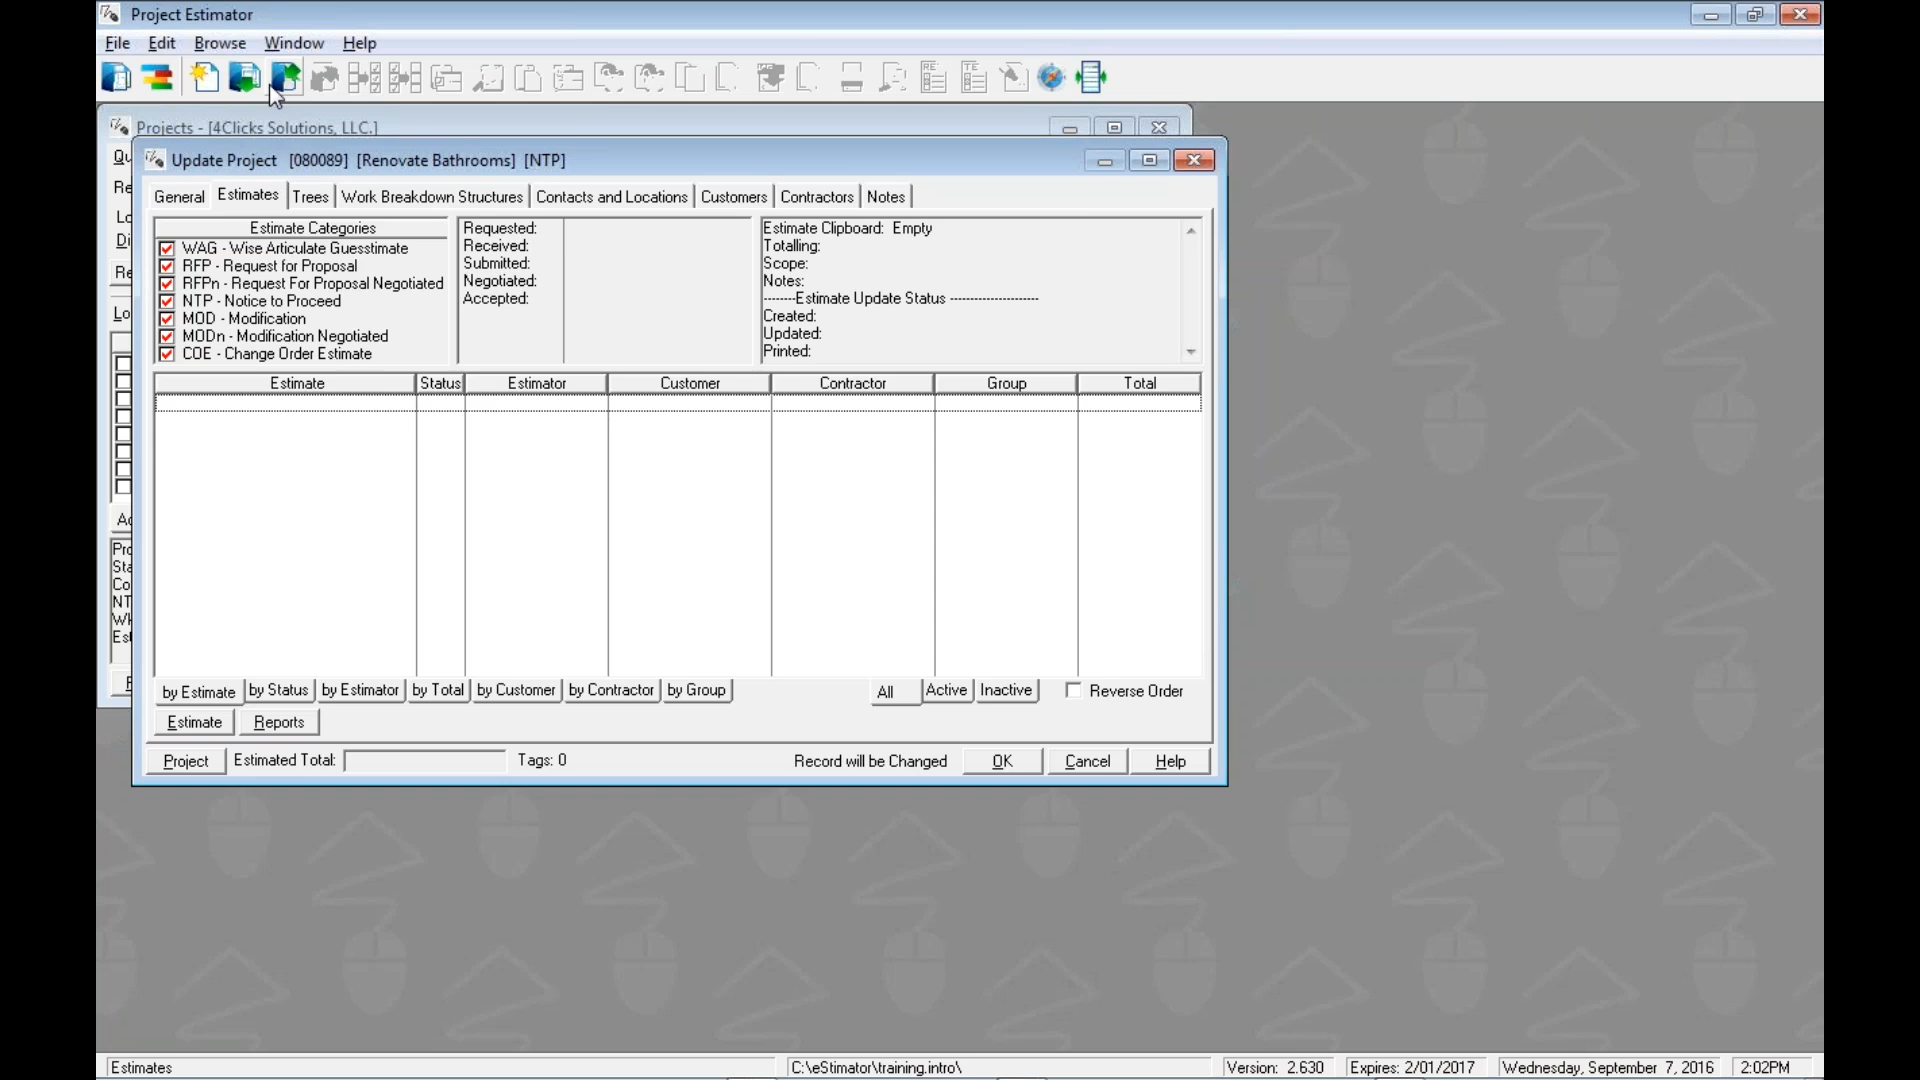 Project Estimator
File Edit Browse Window Help
Projects - [4Clicks Solutions, LLC.]
Update Project [080089] [Renovate Bathrooms] [NTP]
General Estimates Trees Work Breakdown Structures Contacts and Locations Customers Contractors Notes
Estimate Categories
WAG - Wise Articulate Guesstimate
RFP - Request for Proposal
RFPn - Request For Proposal Negotiated
NTP - Notice to Proceed
MOD - Modification
MODn - Modification Negotiated
COE - Change Order Estimate
Requested:
Received:
Submitted:
Negotiated:
Accepted:
Estimate Clipboard: Empty
Totalling:
Scope:
Notes:
--------Estimate Update Status ----------------------
Created:
Updated:
Printed:
Estimate Status Estimator Customer Contractor Group Total
by Estimate by Status by Estimator by Total by Customer by Contractor by Group All Active Inactive Reverse Order
Estimate Reports
Project Estimated Total: Tags: 0 Record will be Changed OK Cancel Help
Estimates C:\eStimator\training.intro\ Version: 2.630 Expires: 2/01/2017 Wednesday, September 7, 2016 2:02PM